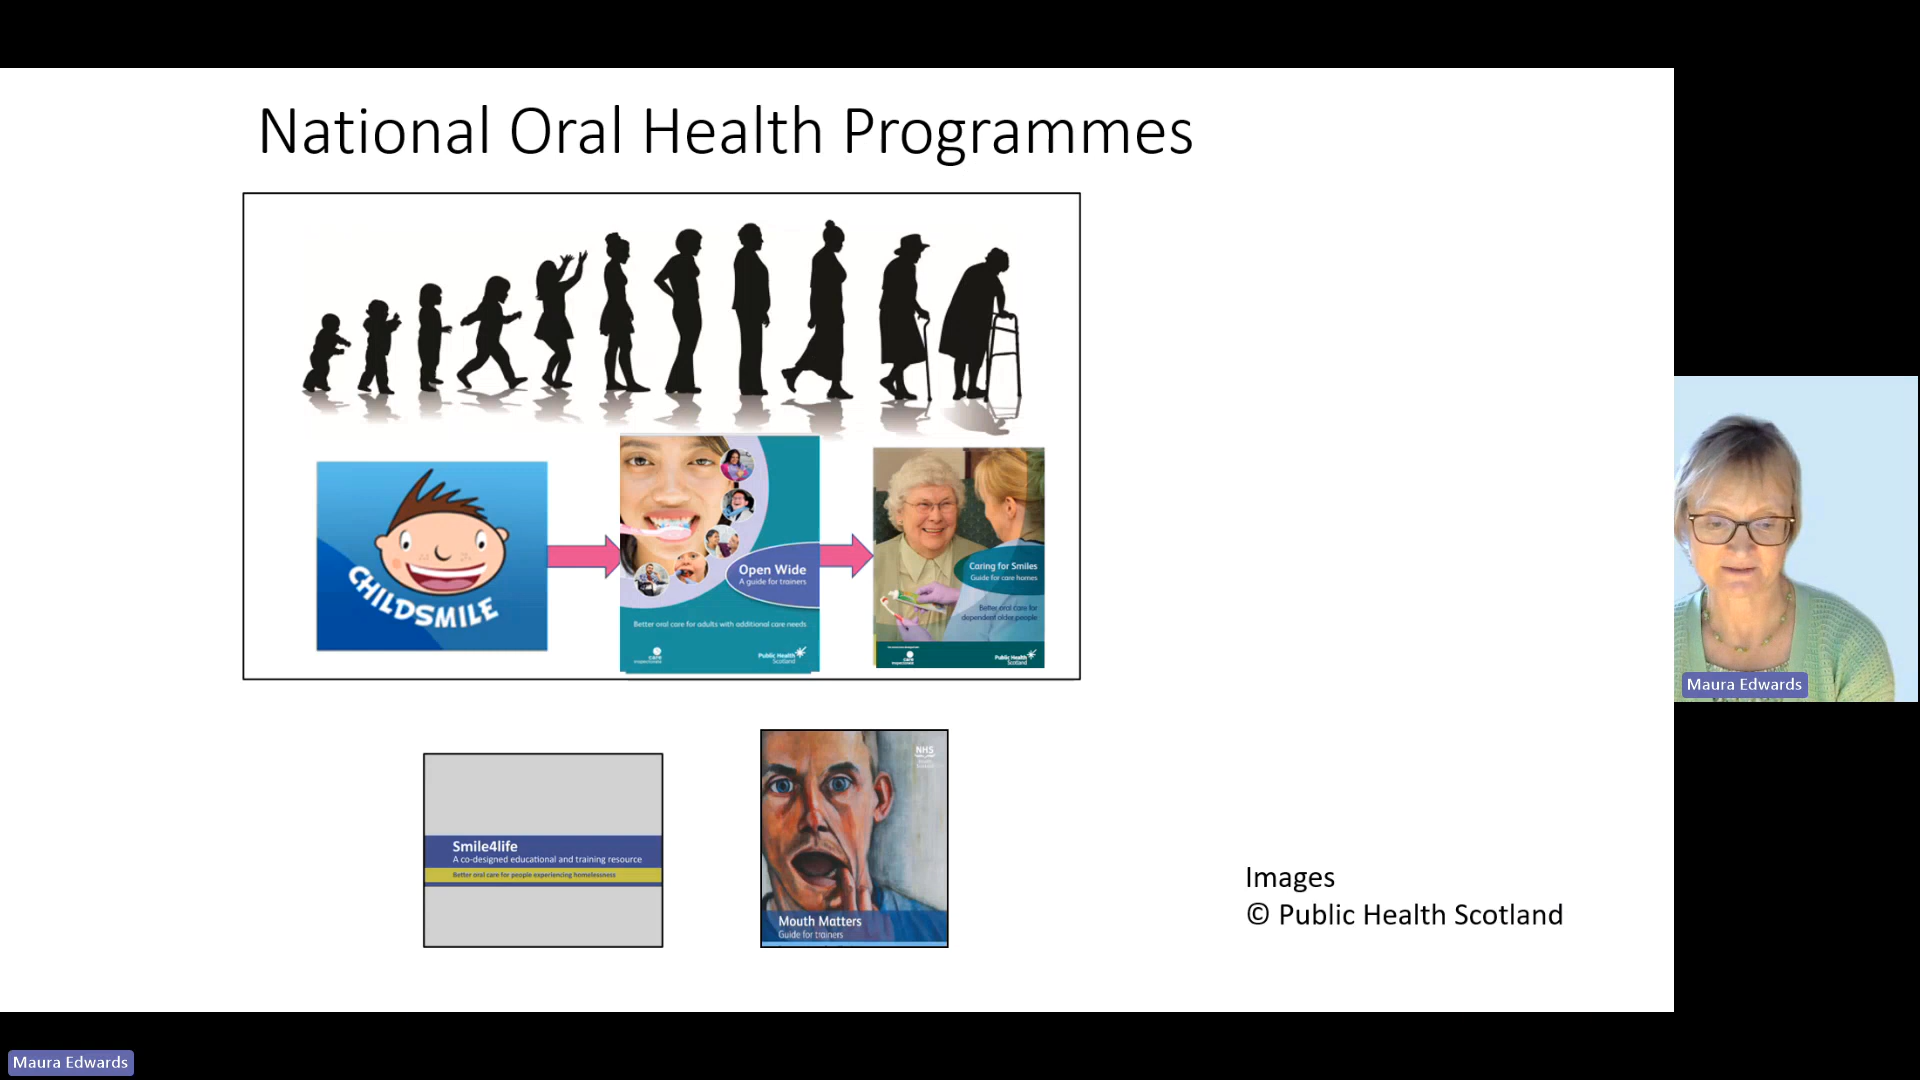 National Oral Health Programmes
CHILDSMILE
Open Wide
A guide for trainers
Better oral care for adults with additional care needs
care
inspectorate
Public Health
Scotland
Caring for Smiles
Guide for care homes
Better oral care for
dependent older people
care
inspectorate
Public Health
Scotland
Smile4life
A co-designed educational and training resource
Better oral care for people experiencing homelessness
NHS
Mouth Matters
Guide for trainers
Images
© Public Health Scotland
Maura Edwards
Maura Edwards